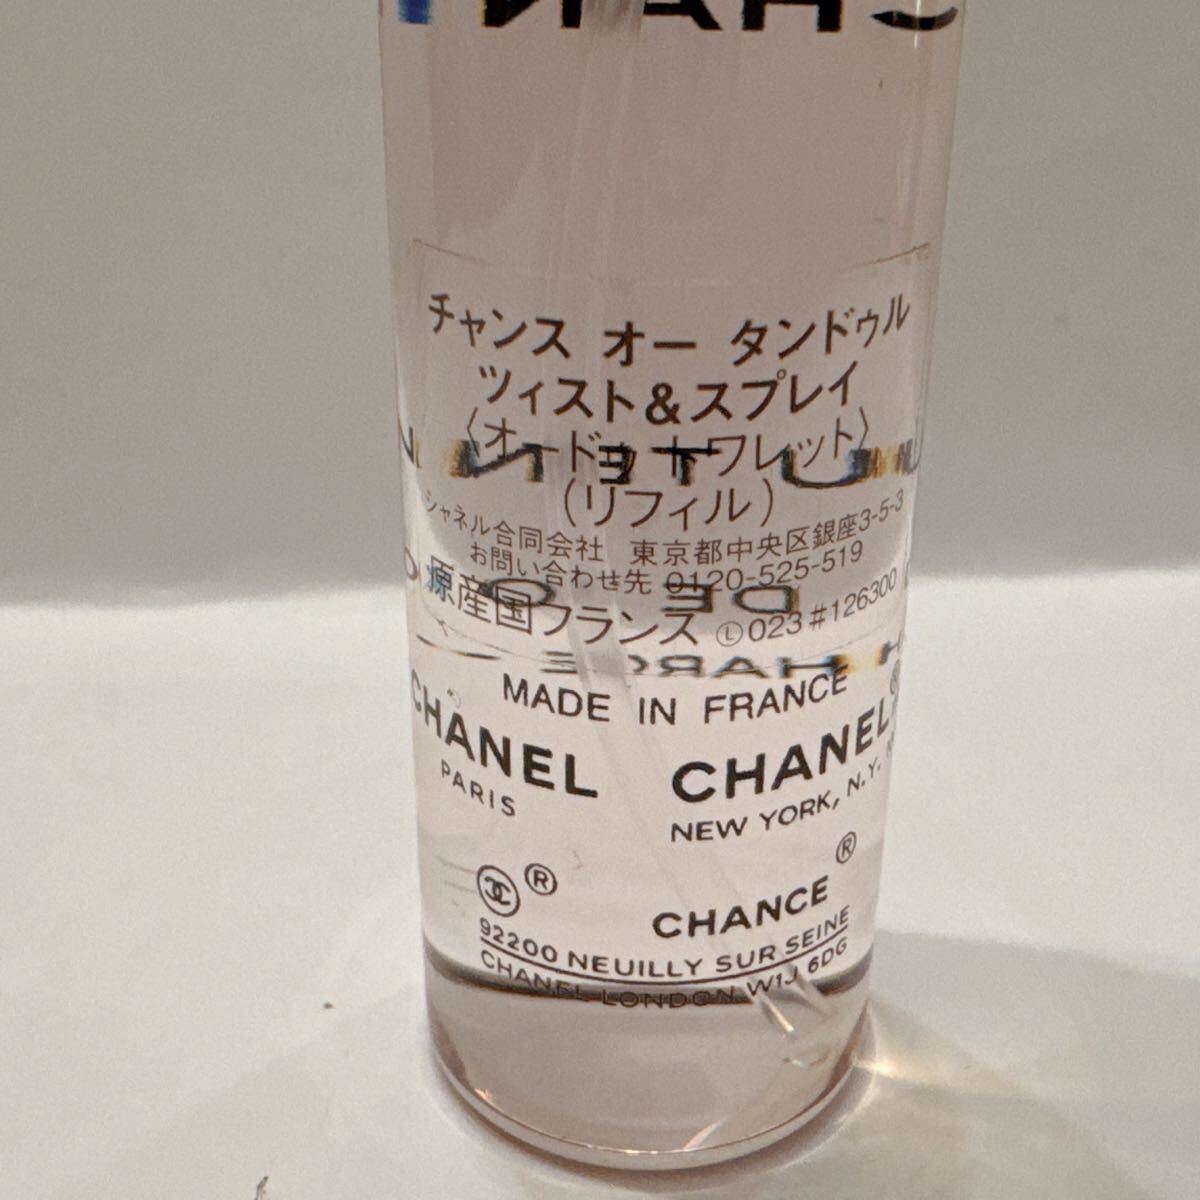 チャンス オー タンドゥル
ツィスト&スプレイ
〈オードゥ トワレット〉
(リフィル)
シャネル合同会社 東京都中央区銀座3-5-3
お問い合わせ先 0120-525-519
原産国フランス Ⓛ023#126300
MADE IN FRANCE
CHANEL CHANEL®
PARIS NEW YORK, N.Y.
® CHANCE ®
92200 NEUILLY SUR SEINE
CHANEL LONDON W1J 6DG